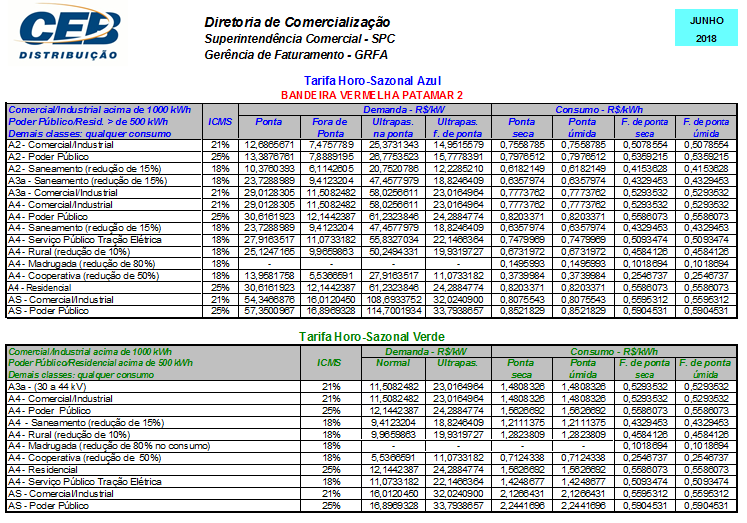 CEB
DISTRIBUIÇÃO
Diretoria de Comercialização
Superintendência Comercial - SPC
Gerência de Faturamento - GRFA
JUNHO
2018
Tarifa Horo-Sazonal Azul
BANDEIRA VERMELHA PATAMAR 2
Comercial/Industrial acima de 1000 kWh
Poder Público/Resid. > de 500 kWh
Demais classes: qualquer consumo
ICMS
Demanda - R$/kW
Consumo - R$/kWh
Ponta
Fora de Ponta
Ultrapas. na ponta
Ultrapas. f. de ponta
Ponta seca
Ponta úmida
F. de ponta seca
F. de ponta úmida
A2 - Comercial/Industrial 21% 12,6865671 7,4757789 25,3731343 14,9515579 0,7558785 0,7558785 0,5078554 0,5078554
A2 - Poder Público 25% 13,3876761 7,8889195 26,7753523 15,7778391 0,7976512 0,7976512 0,5359215 0,5359215
A2 - Saneamento (redução de 15%) 18% 10,3760393 6,1142605 20,7520786 12,2285210 0,6182149 0,6182149 0,4153628 0,4153628
A3a - Saneamento (redução de 15%) 18% 23,7288989 9,4123204 47,4577979 18,8246409 0,6357974 0,6357974 0,4329453 0,4329453
A3a - Comercial/Industrial 21% 29,0128305 11,5082482 58,0256611 23,0164964 0,7773762 0,7773762 0,5293532 0,5293532
A4 - Comercial/Industrial 21% 29,0128305 11,5082482 58,0256611 23,0164964 0,7773762 0,7773762 0,5293532 0,5293532
A4 - Poder Público 25% 30,6161923 12,1442387 61,2323846 24,2884774 0,8203371 0,8203371 0,5586073 0,5586073
A4 - Saneamento (redução de 15%) 18% 23,7288989 9,4123204 47,4577979 18,8246409 0,6357974 0,6357974 0,4329453 0,4329453
A4 - Serviço Público Tração Elétrica 18% 27,9163517 11,0733182 55,8327034 22,1466364 0,7479969 0,7479969 0,5093474 0,5093474
A4 - Rural (redução de 10%) 18% 25,1247165 9,9659863 50,2494331 19,9319727 0,6731972 0,6731972 0,4584126 0,4584126
A4 - Madrugada (redução de 80%) 18% - - - - 0,1495993 0,1495993 0,1018694 0,1018694
A4 - Cooperativa (redução de 50%) 18% 13,9581758 5,5366591 27,9163517 11,0733182 0,3739984 0,3739984 0,2546737 0,2546737
A4 - Residencial 25% 30,6161923 12,1442387 61,2323846 24,2884774 0,8203371 0,8203371 0,5586073 0,5586073
AS - Comercial/Industrial 21% 54,3466876 16,0120450 108,6933752 32,0240900 0,8075543 0,8075543 0,5595312 0,5595312
AS - Poder Público 25% 57,3500967 16,8969328 114,7001934 33,7938657 0,8521829 0,8521829 0,5904531 0,5904531
Tarifa Horo-Sazonal Verde
Comercial/Industrial acima de 1000 kWh
Poder Público/Residencial acima de 500 kWh
Demais classes: qualquer consumo
ICMS
Demanda - R$/kW
Consumo - R$/kWh
Normal
Ultrapas.
Ponta seca
Ponta úmida
F. de ponta seca
F. de ponta úmida
A3a - (30 a 44 kV) 21% 11,5082482 23,0164964 1,4808326 1,4808326 0,5293532 0,5293532
A4 - Comercial/Industrial 21% 11,5082482 23,0164964 1,4808326 1,4808326 0,5293532 0,5293532
A4 - Poder Público 25% 12,1442387 24,2884774 1,5626692 1,5626692 0,5586073 0,5586073
A4 - Saneamento (redução de 15%) 18% 9,4123204 18,8246409 1,2111375 1,2111375 0,4329453 0,4329453
A4 - Rural (redução de 10%) 18% 9,9659863 19,9319727 1,2823809 1,2823809 0,4584126 0,4584126
A4 - Madrugada (redução de 80% no consumo) 18% - - - - 0,1018694 0,1018694
A4 - Cooperativa (redução de 50%) 18% 5,5366591 11,0733182 0,7124338 0,7124338 0,2546737 0,2546737
A4 - Residencial 25% 12,1442387 24,2884774 1,5626692 1,5626692 0,5586073 0,5586073
A4 - Serviço Público Tração Elétrica 18% 11,0733182 22,1466364 1,4248677 1,4248677 0,5093474 0,5093474
AS - Comercial/Industrial 21% 16,0120450 32,0240900 2,1266431 2,1266431 0,5595312 0,5595312
AS - Poder Público 25% 16,8969328 33,7938657 2,2441696 2,2441696 0,5904531 0,5904531